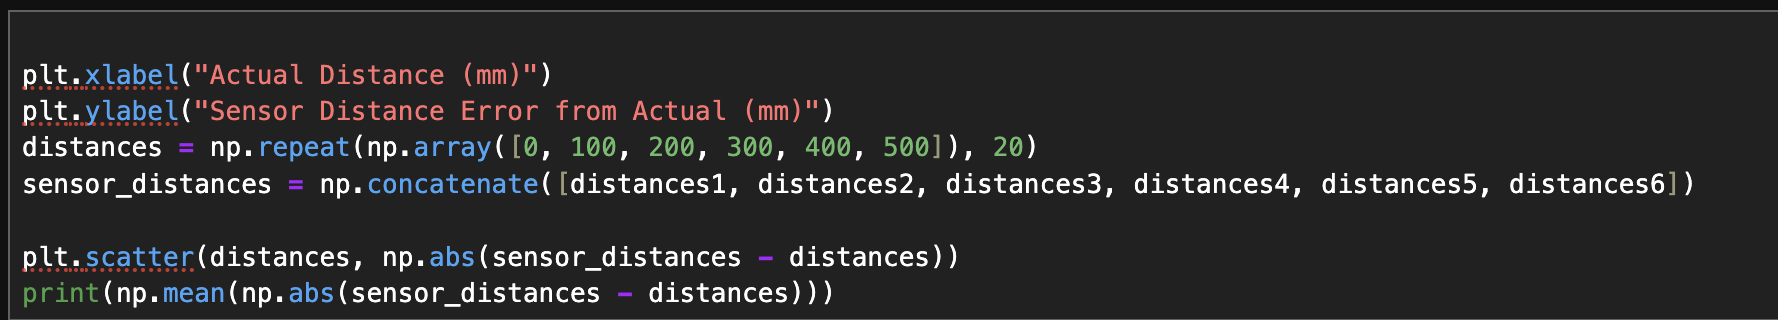 plt.xlabel("Actual Distance (mm)")
plt.ylabel("Sensor Distance Error from Actual (mm)")
distances = np.repeat(np.array([0, 100, 200, 300, 400, 500]), 20)
sensor_distances = np.concatenate([distances1, distances2, distances3, distances4, distances5, distances6])
plt.scatter(distances, np.abs(sensor_distances - distances))
print(np.mean(np.abs(sensor_distances - distances)))